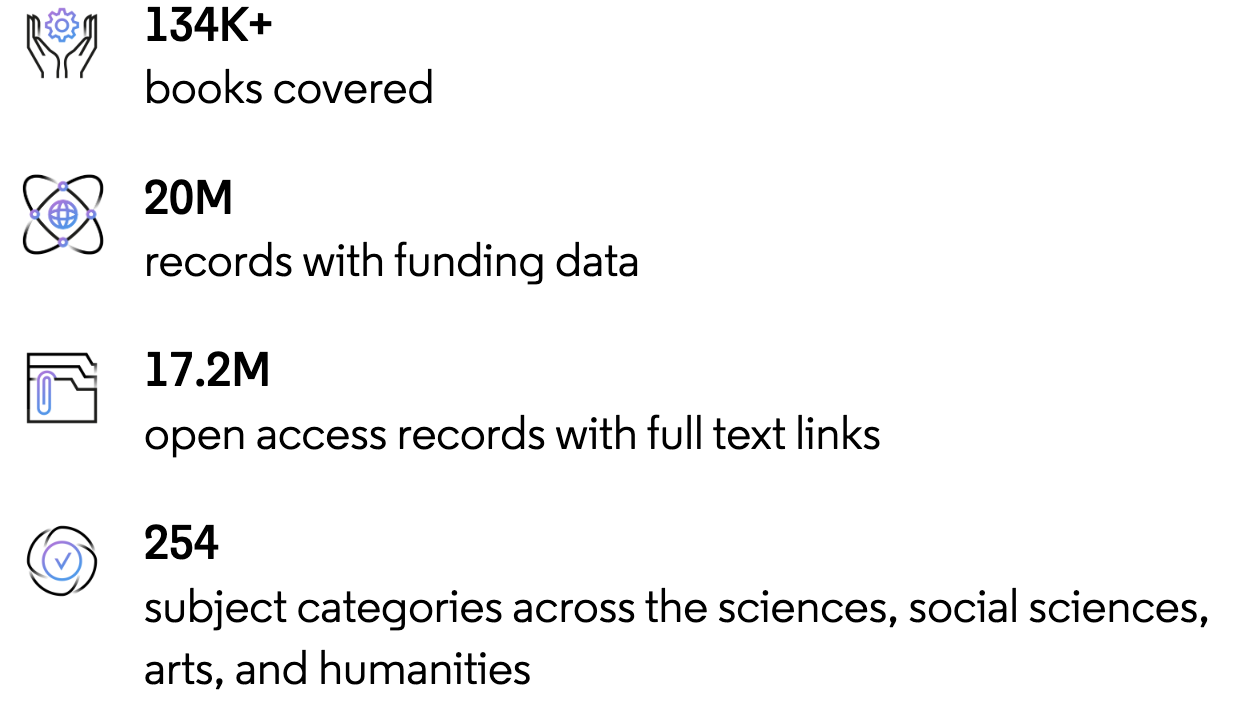 134K+
books covered
20M
records with funding data
17.2M
open access records with full text links
254
subject categories across the sciences, social sciences,
arts, and humanities